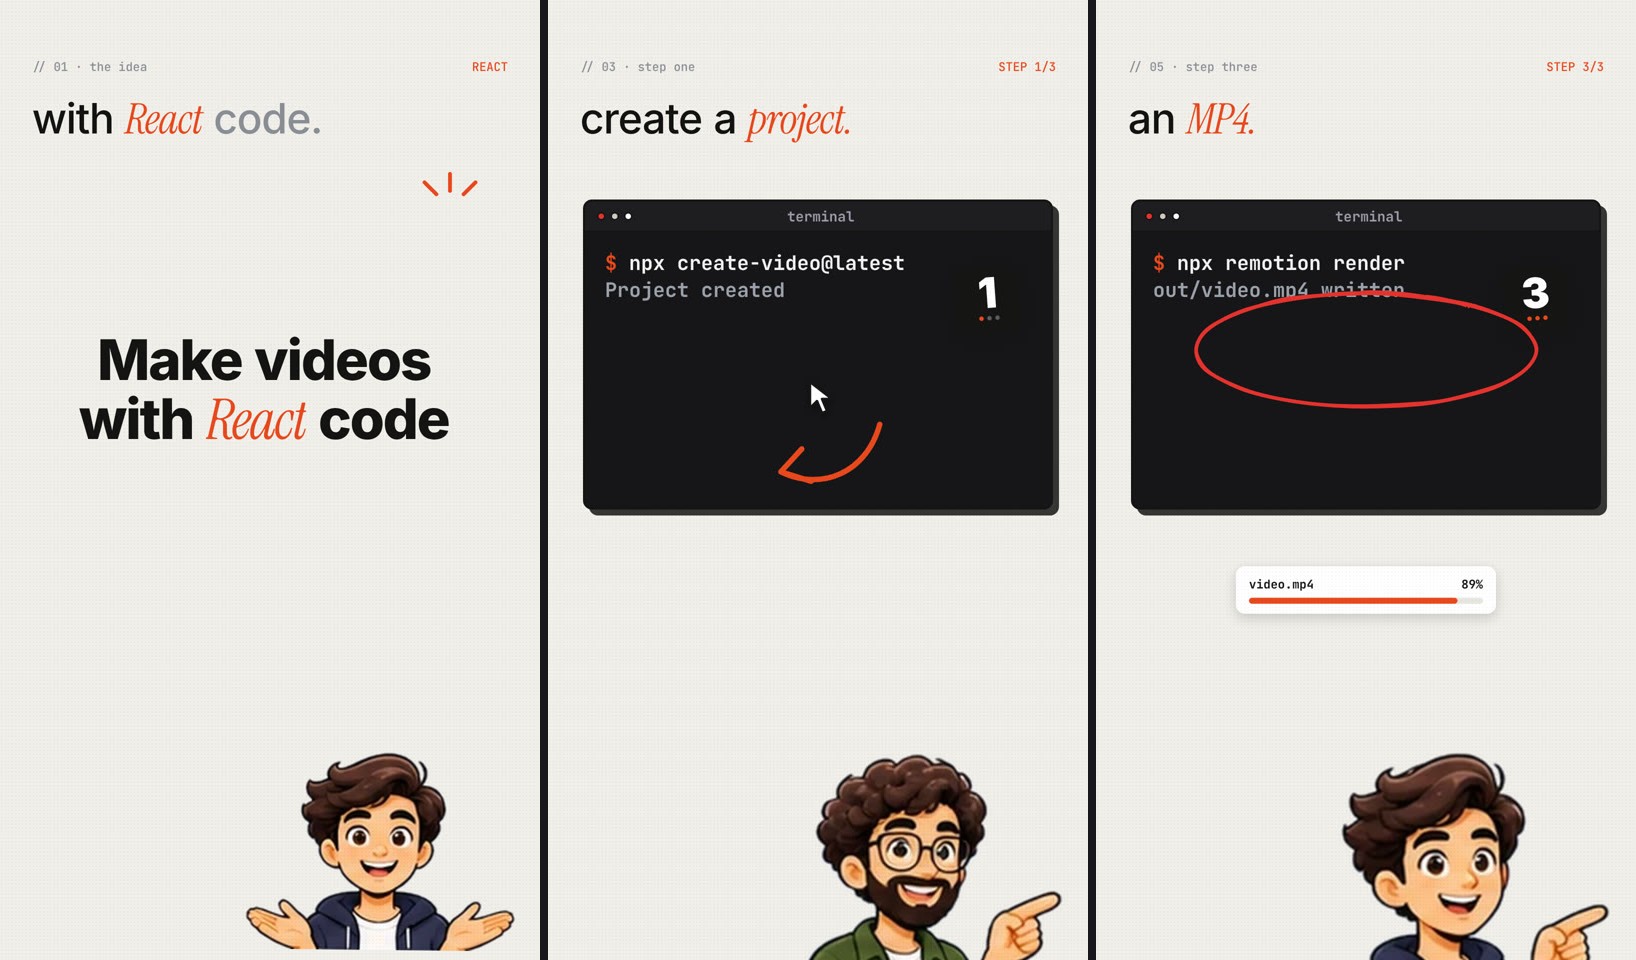 // 01 · the idea
REACT
with React code.
Make videos
with React code
// 03 · step one
STEP 1/3
create a project.
terminal
$ npx create-video@latest
Project created
1
// 05 · step three
STEP 3/3
an MP4.
terminal
$ npx remotion render
out/video.mp4 written
3
video.mp4
89%